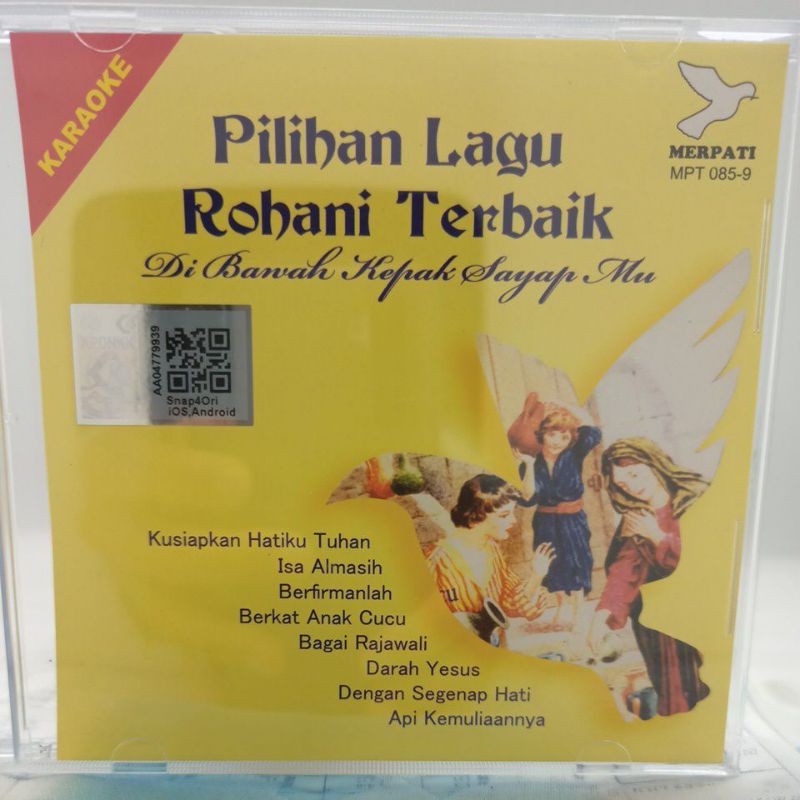 KARAOKE
MERPATI
MPT 085-9
Pilihan Lagu
Rohani Terbaik
Di Bawah Kepak Sayap Mu
AA04779939
Snap4Ori
iOS,Android
Kusiapkan Hatiku Tuhan
Isa Almasih
Berfirmanlah
Berkat Anak Cucu
Bagai Rajawali
Darah Yesus
Dengan Segenap Hati
Api Kemuliaannya